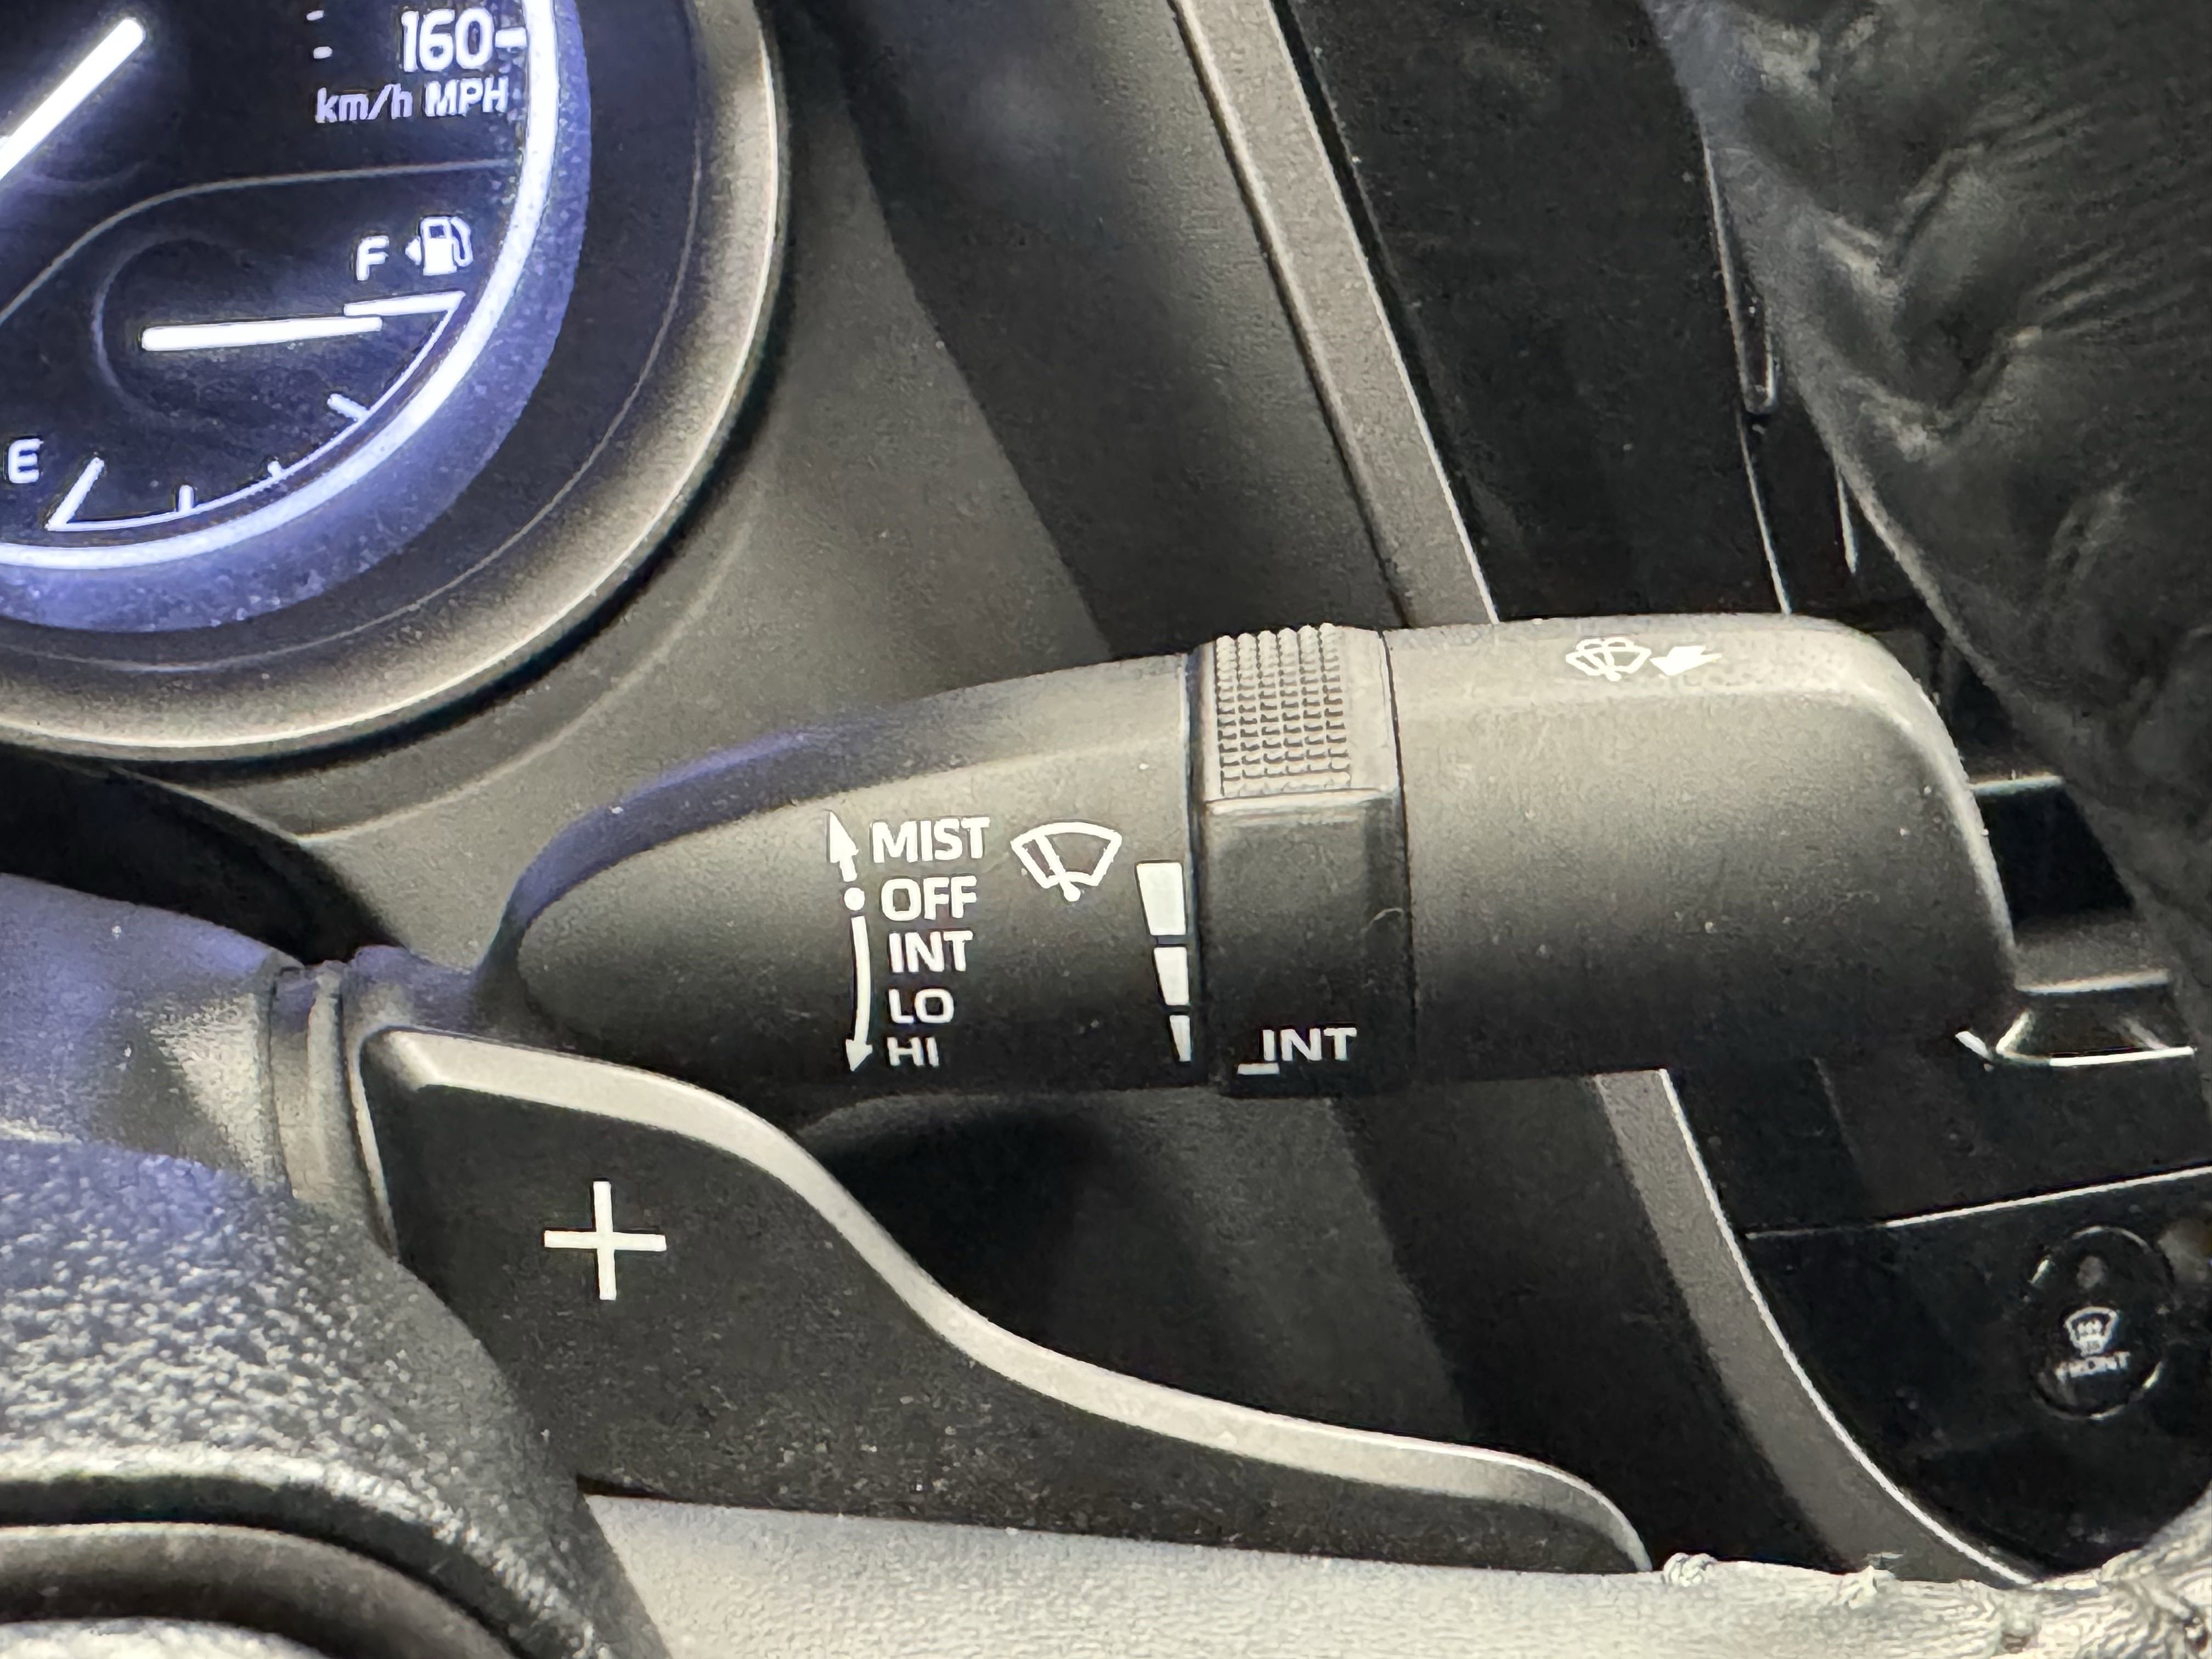 160
km/h MPH
F
E
MIST
OFF
INT
LO
HI
INT
+
FRONT